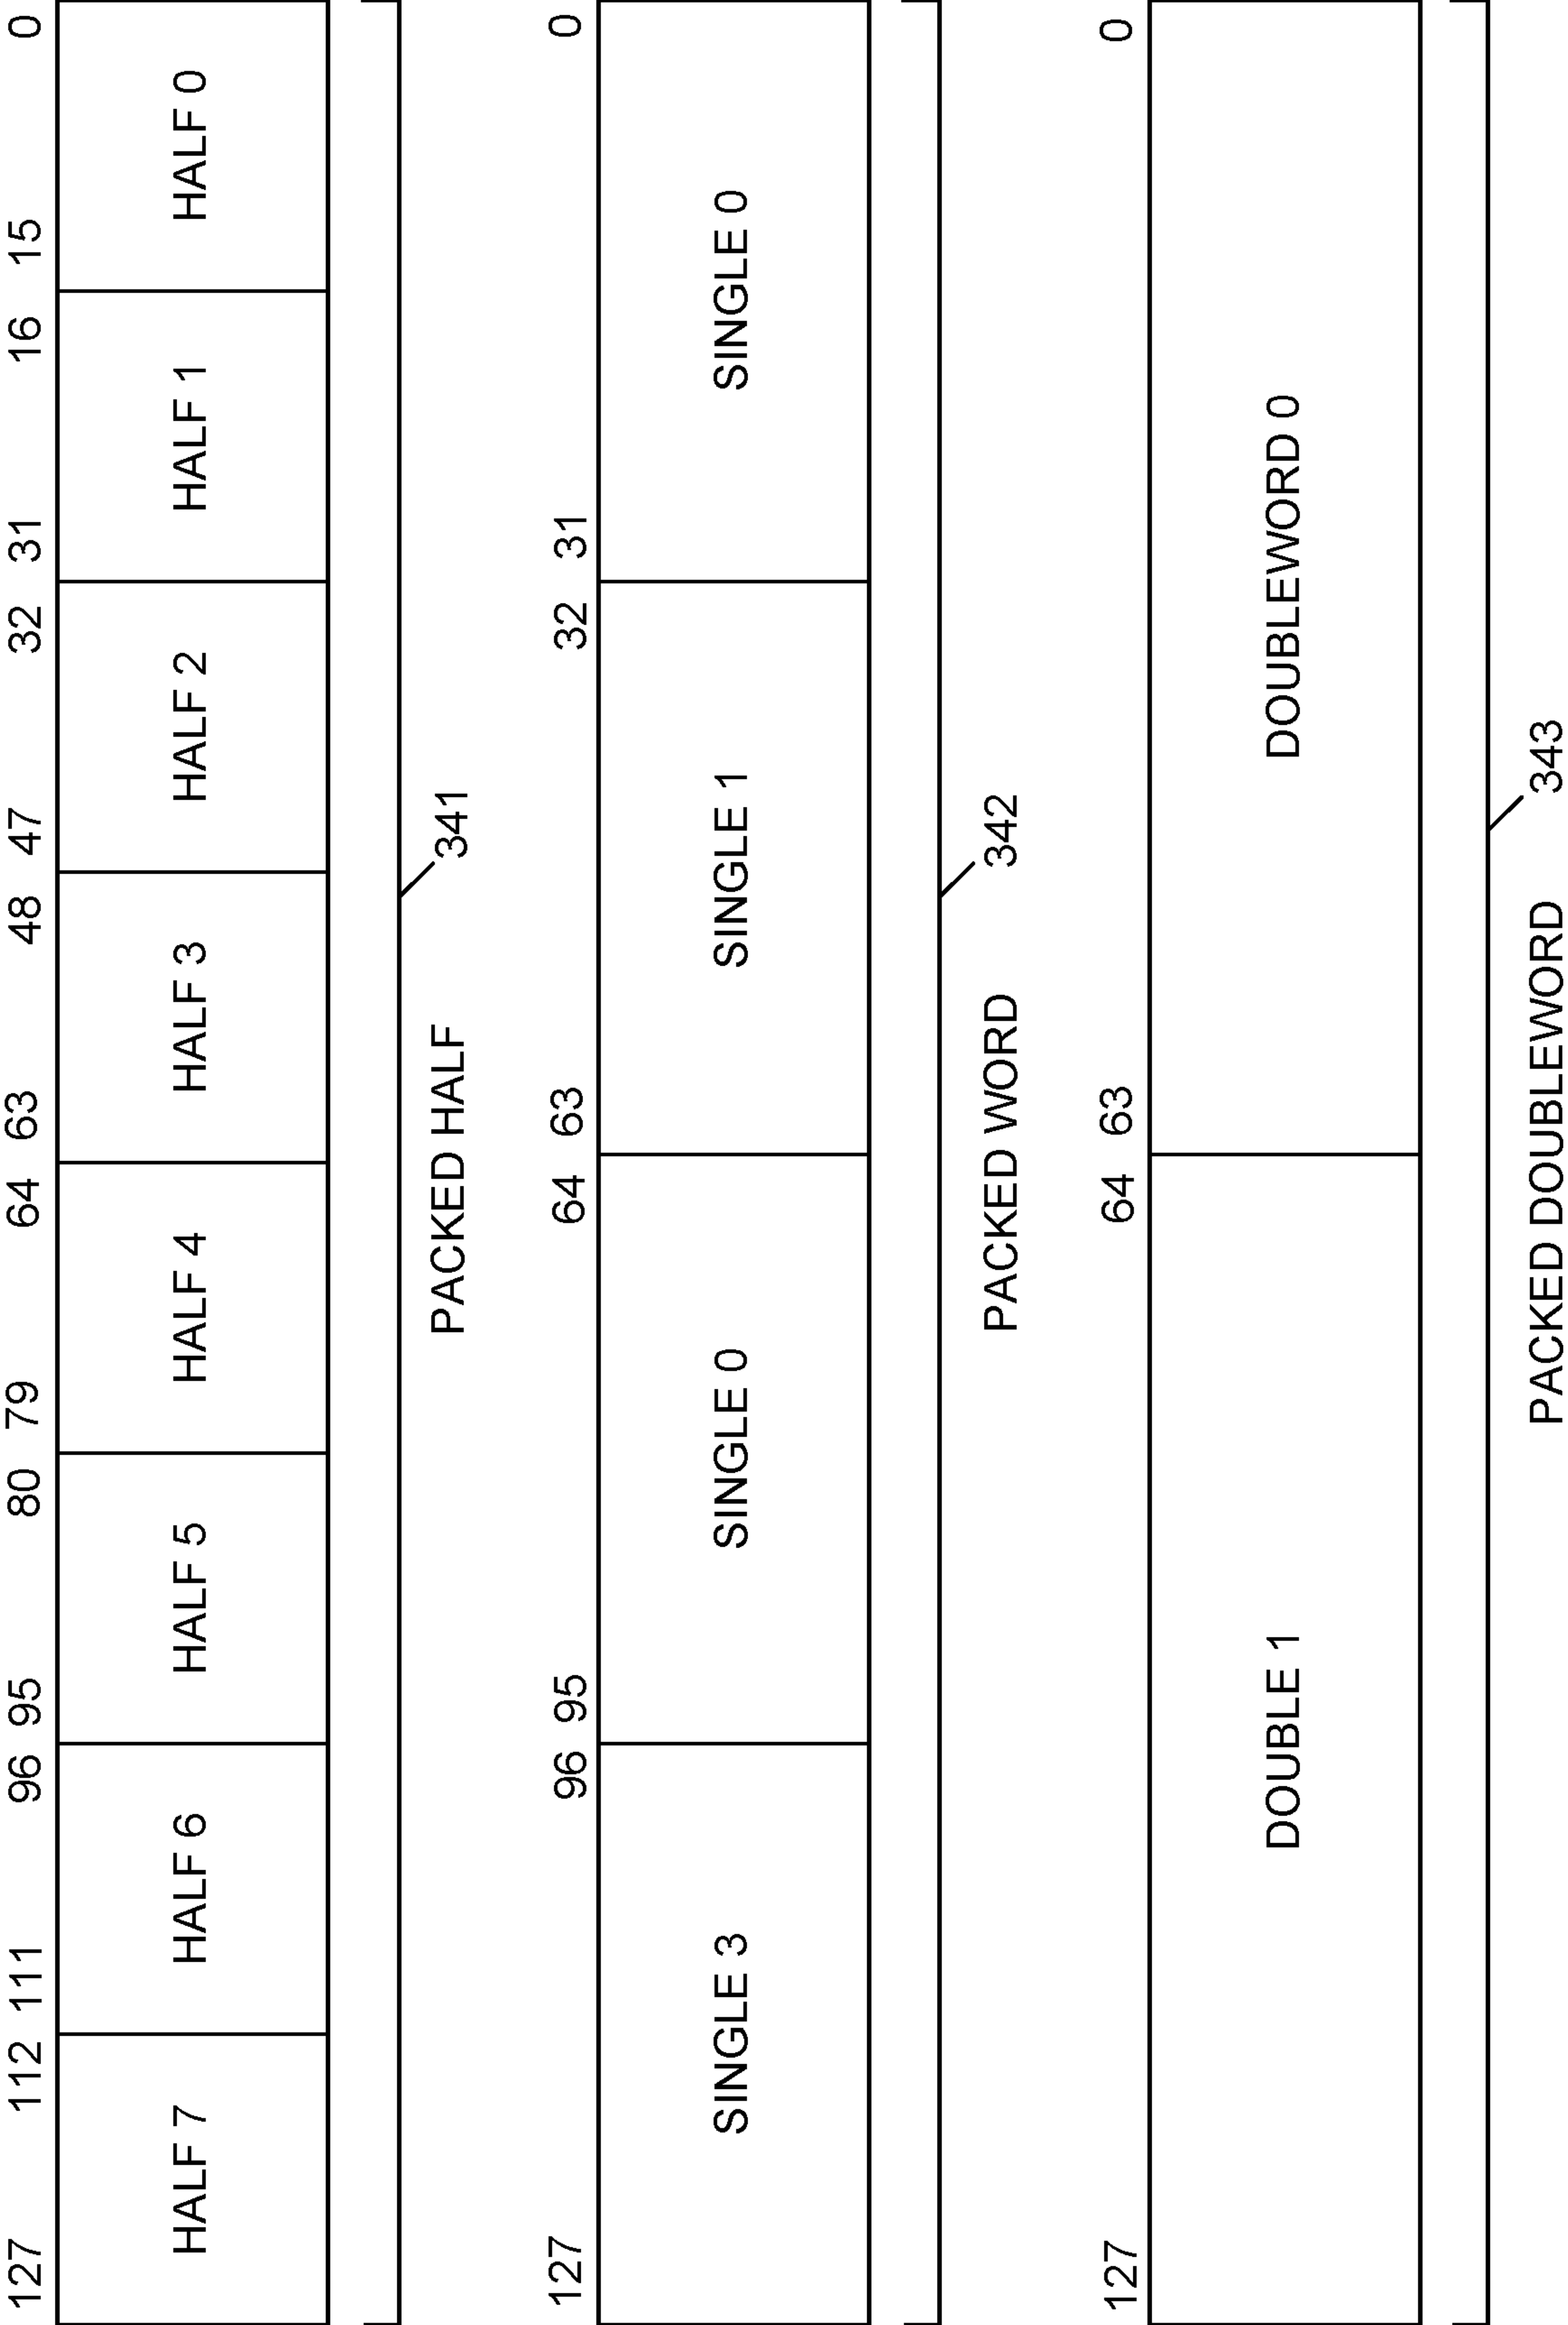 127 112 111 96 95 80 79 64 63 48 47 32 31 16 15 0
HALF 7 HALF 6 HALF 5 HALF 4 HALF 3 HALF 2 HALF 1 HALF 0
PACKED HALF 341
127 96 95 64 63 32 31 0
SINGLE 3 SINGLE 0 SINGLE 1 SINGLE 0
PACKED WORD 342
127 64 63 0
DOUBLE 1 DOUBLEWORD 0
PACKED DOUBLEWORD 343